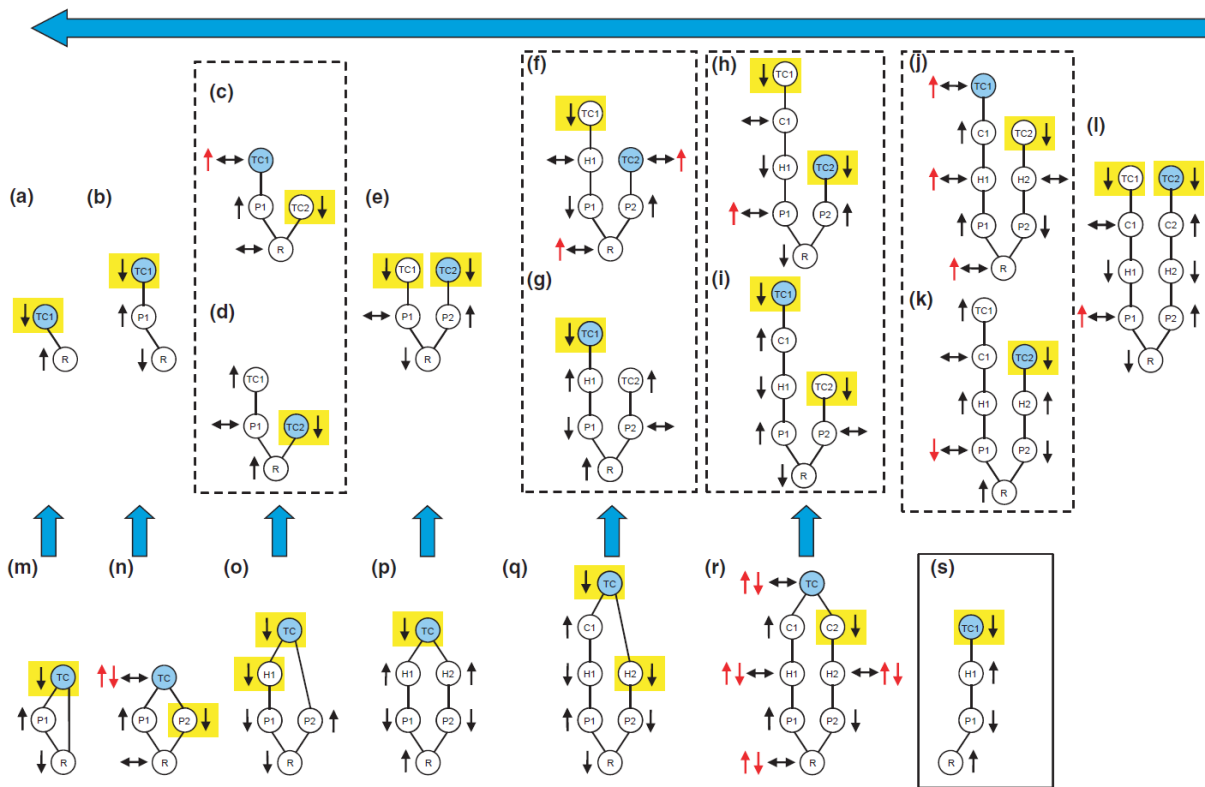 (a)
TC1
R
(b)
TC1
P1
R
(c)
TC1
P1
TC2
R
(d)
TC1
P1
TC2
R
(e)
TC1
TC2
P1
P2
R
(f)
TC1
H1
TC2
P1
P2
R
(g)
TC1
H1
TC2
P1
P2
R
(h)
TC1
C1
H1
TC2
P1
P2
R
(i)
TC1
C1
H1
TC2
P1
P2
R
(j)
TC1
C1
TC2
H1
H2
P1
P2
R
(k)
TC1
C1
TC2
H1
H2
P1
P2
R
(l)
TC1
TC2
C1
C2
H1
H2
P1
P2
R
(m)
TC
P1
R
(n)
TC
P1
P2
R
(o)
TC
H1
P1
P2
R
(p)
TC
H1
H2
P1
P2
R
(q)
TC
C1
H1
H2
P1
P2
R
(r)
TC
C1
C2
H1
H2
P1
P2
R
(s)
TC1
H1
P1
R